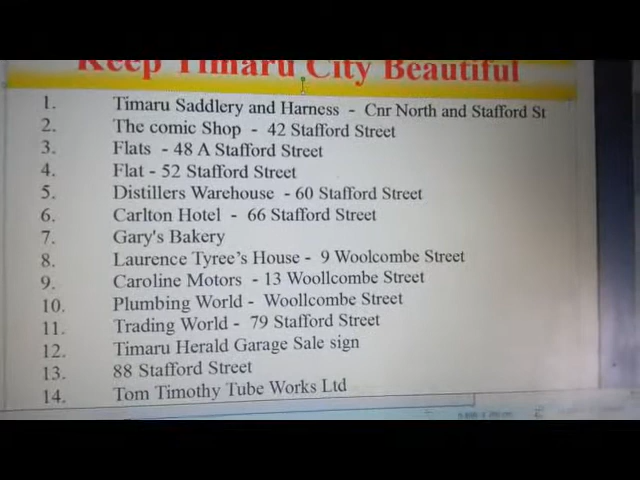 Keep Timaru City Beautiful
1. Timaru Saddlery and Harness - Cnr North and Stafford St
2. The comic Shop - 42 Stafford Street
3. Flats - 48 A Stafford Street
4. Flat - 52 Stafford Street
5. Distillers Warehouse - 60 Stafford Street
6. Carlton Hotel - 66 Stafford Street
7. Gary's Bakery
8. Laurence Tyree's House - 9 Woolcombe Street
9. Caroline Motors - 13 Woollcombe Street
10. Plumbing World - Woollcombe Street
11. Trading World - 79 Stafford Street
12. Timaru Herald Garage Sale sign
13. 88 Stafford Street
14. Tom Timothy Tube Works Ltd